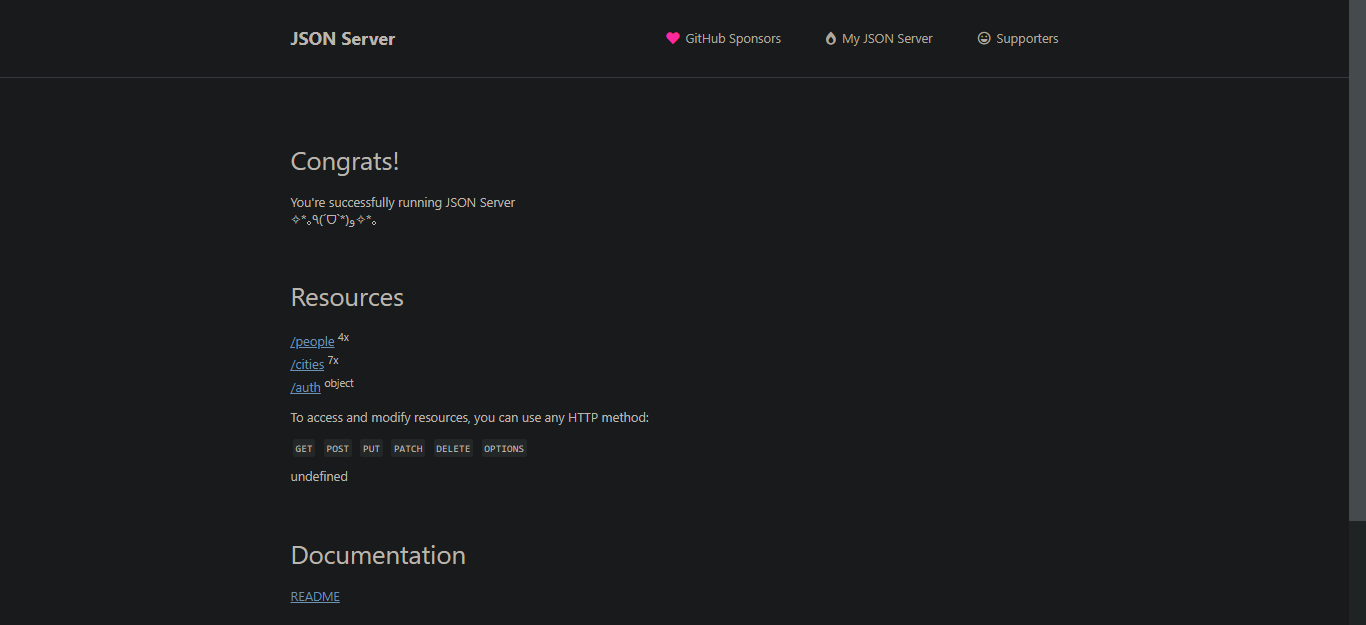 JSON Server
GitHub Sponsors
My JSON Server
Supporters
Congrats!
You're successfully running JSON Server
✧*｡٩(ˊᗜˋ*)و✧*｡
Resources
/people 4x
/cities 7x
/auth object
To access and modify resources, you can use any HTTP method:
GET POST PUT PATCH DELETE OPTIONS
undefined
Documentation
README